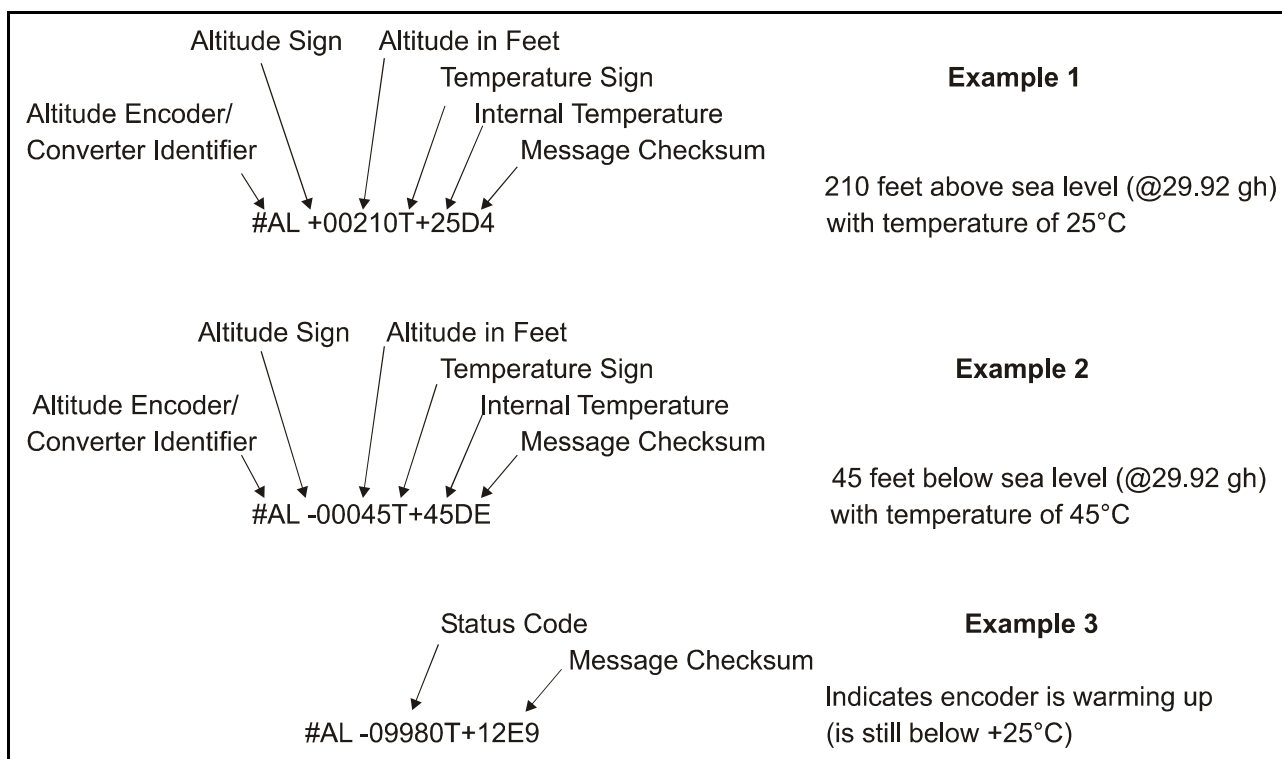 Altitude Sign Altitude in Feet
Temperature Sign Example 1
Altitude Encoder/ Internal Temperature
Converter Identifier Message Checksum
210 feet above sea level (@29.92 gh)
#AL +00210T+25D4 with temperature of 25°C
Altitude Sign Altitude in Feet
Temperature Sign Example 2
Altitude Encoder/ Internal Temperature
Converter Identifier Message Checksum
45 feet below sea level (@29.92 gh)
#AL -00045T+45DE with temperature of 45°C
Status Code Example 3
Message Checksum
Indicates encoder is warming up
#AL -09980T+12E9 (is still below +25°C)